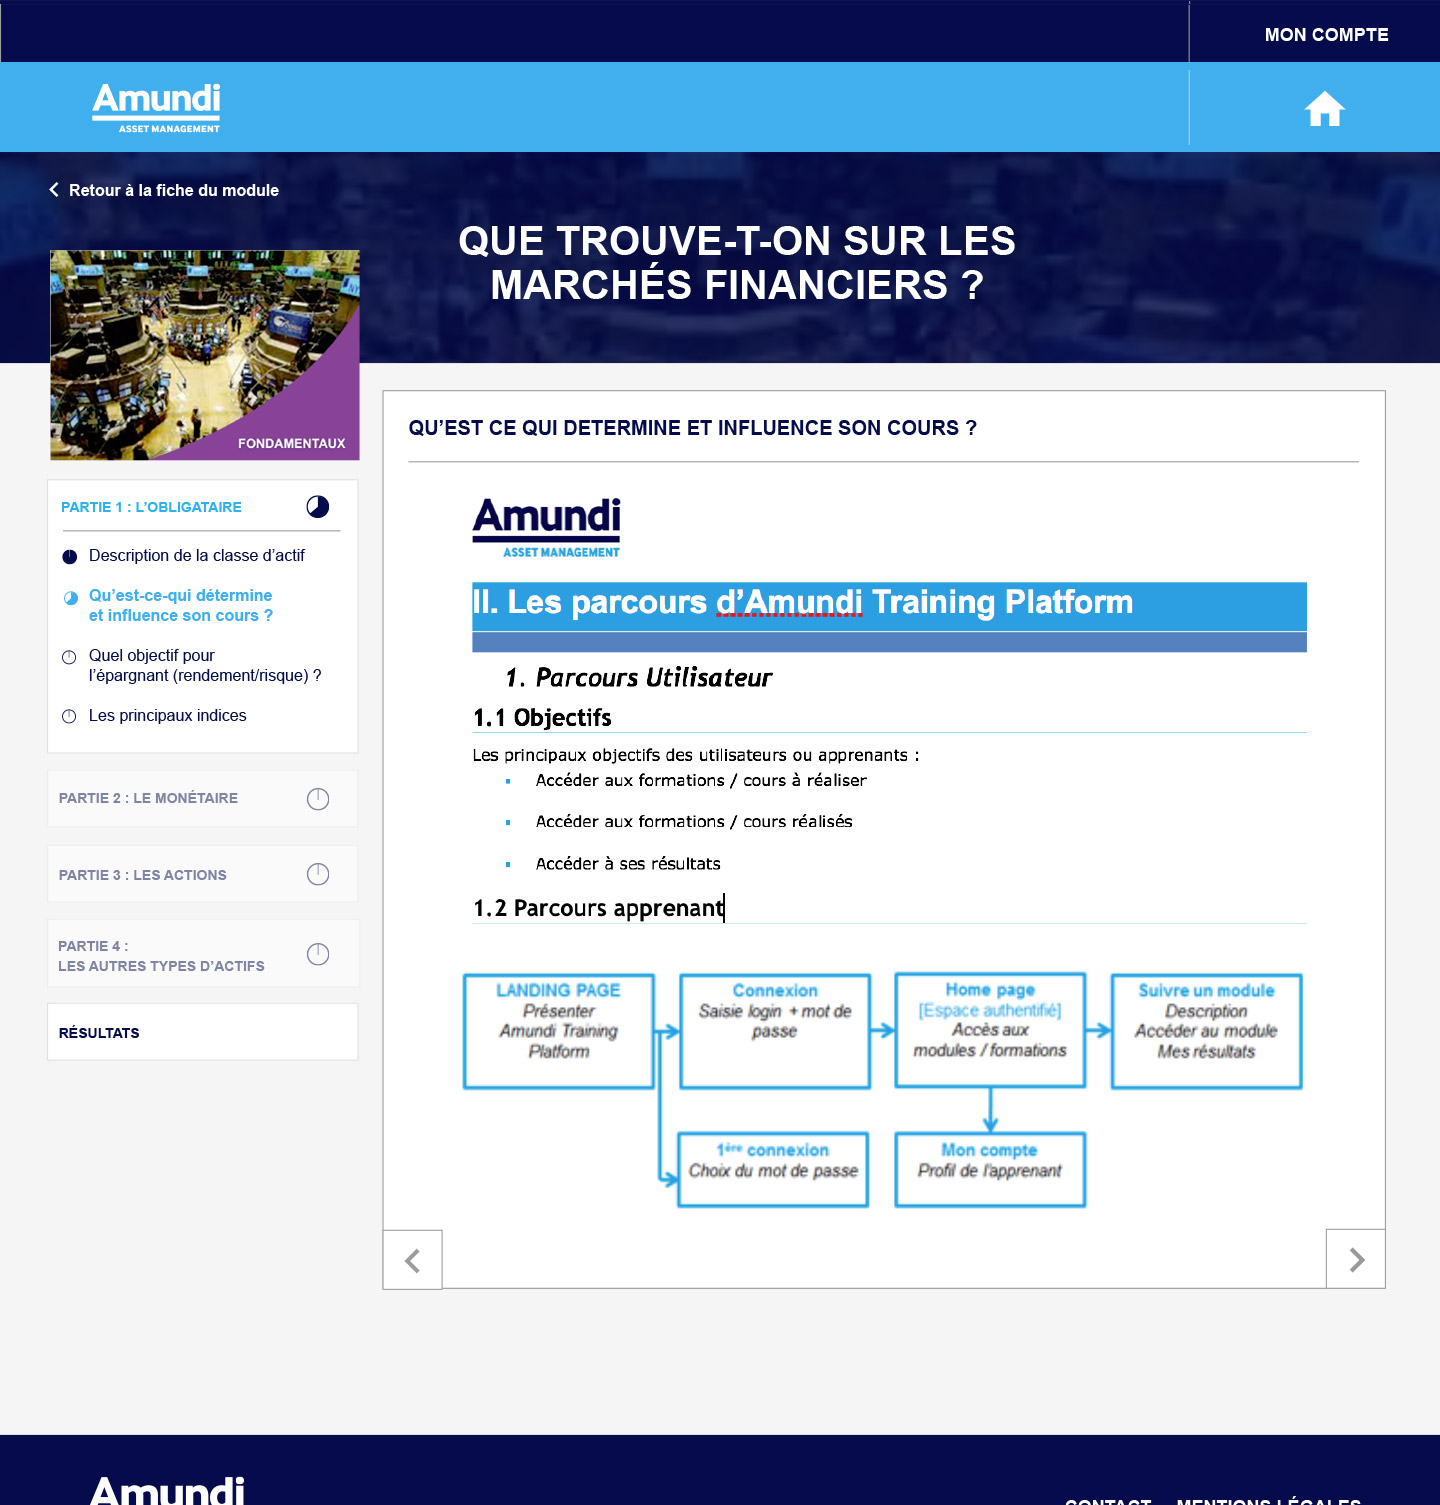 MON COMPTE
Amundi
ASSET MANAGEMENT
Retour à la fiche du module
QUE TROUVE-T-ON SUR LES
MARCHÉS FINANCIERS ?
FONDAMENTAUX
PARTIE 1 : L’OBLIGATAIRE
Description de la classe d’actif
Qu’est-ce-qui détermine
et influence son cours ?
Quel objectif pour
l’épargnant (rendement/risque) ?
Les principaux indices
PARTIE 2 : LE MONÉTAIRE
PARTIE 3 : LES ACTIONS
PARTIE 4 :
LES AUTRES TYPES D’ACTIFS
RÉSULTATS
QU’EST CE QUI DETERMINE ET INFLUENCE SON COURS ?
Amundi
ASSET MANAGEMENT
II. Les parcours d’Amundi Training Platform
1. Parcours Utilisateur
1.1 Objectifs
Les principaux objectifs des utilisateurs ou apprenants :
Accéder aux formations / cours à réaliser
Accéder aux formations / cours réalisés
Accéder à ses résultats
1.2 Parcours apprenant
LANDING PAGE
Présenter
Amundi Training
Platform
Connexion
Saisie login + mot de
passe
Home page
[Espace authentifié]
Accès aux
modules / formations
Suivre un module
Description
Accéder au module
Mes résultats
1ère connexion
Choix du mot de passe
Mon compte
Profil de l'apprenant
Amundi
CONTACT MENTIONS LÉGALES